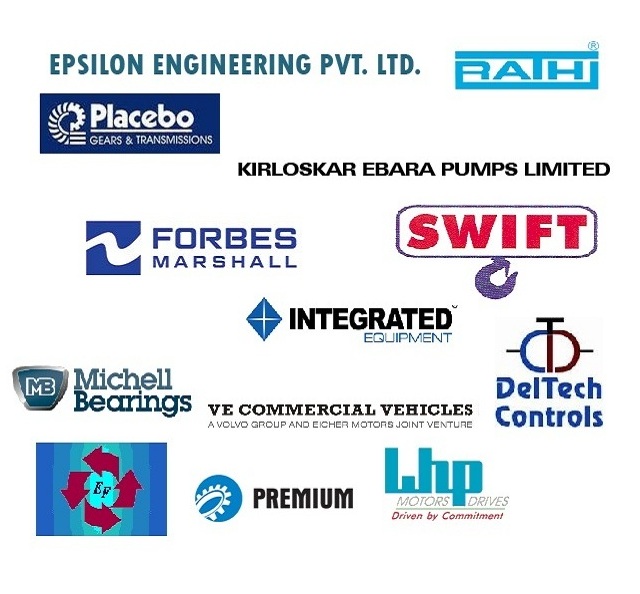 EPSILON ENGINEERING PVT. LTD.
RATHI ®
Placebo
GEARS & TRANSMISSIONS
KIRLOSKAR EBARA PUMPS LIMITED
FORBES
MARSHALL
SWIFT
INTEGRATED
EQUIPMENT
DelTech
Controls
MB
Michell
Bearings
VE COMMERCIAL VEHICLES
A VOLVO GROUP AND EICHER MOTORS JOINT VENTURE
EF
PREMIUM
Lhp
MOTORS DRIVES
Driven by Commitment